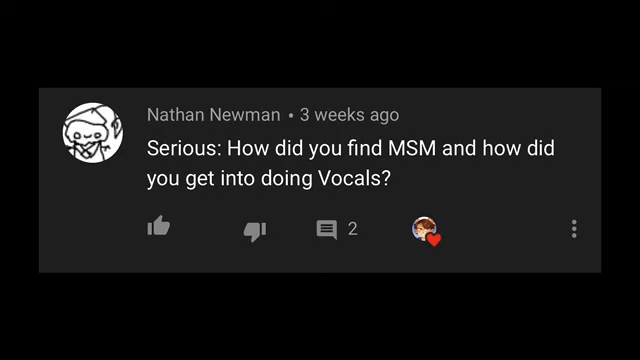 Nathan Newman • 3 weeks ago
Serious: How did you find MSM and how did
you get into doing Vocals?
2